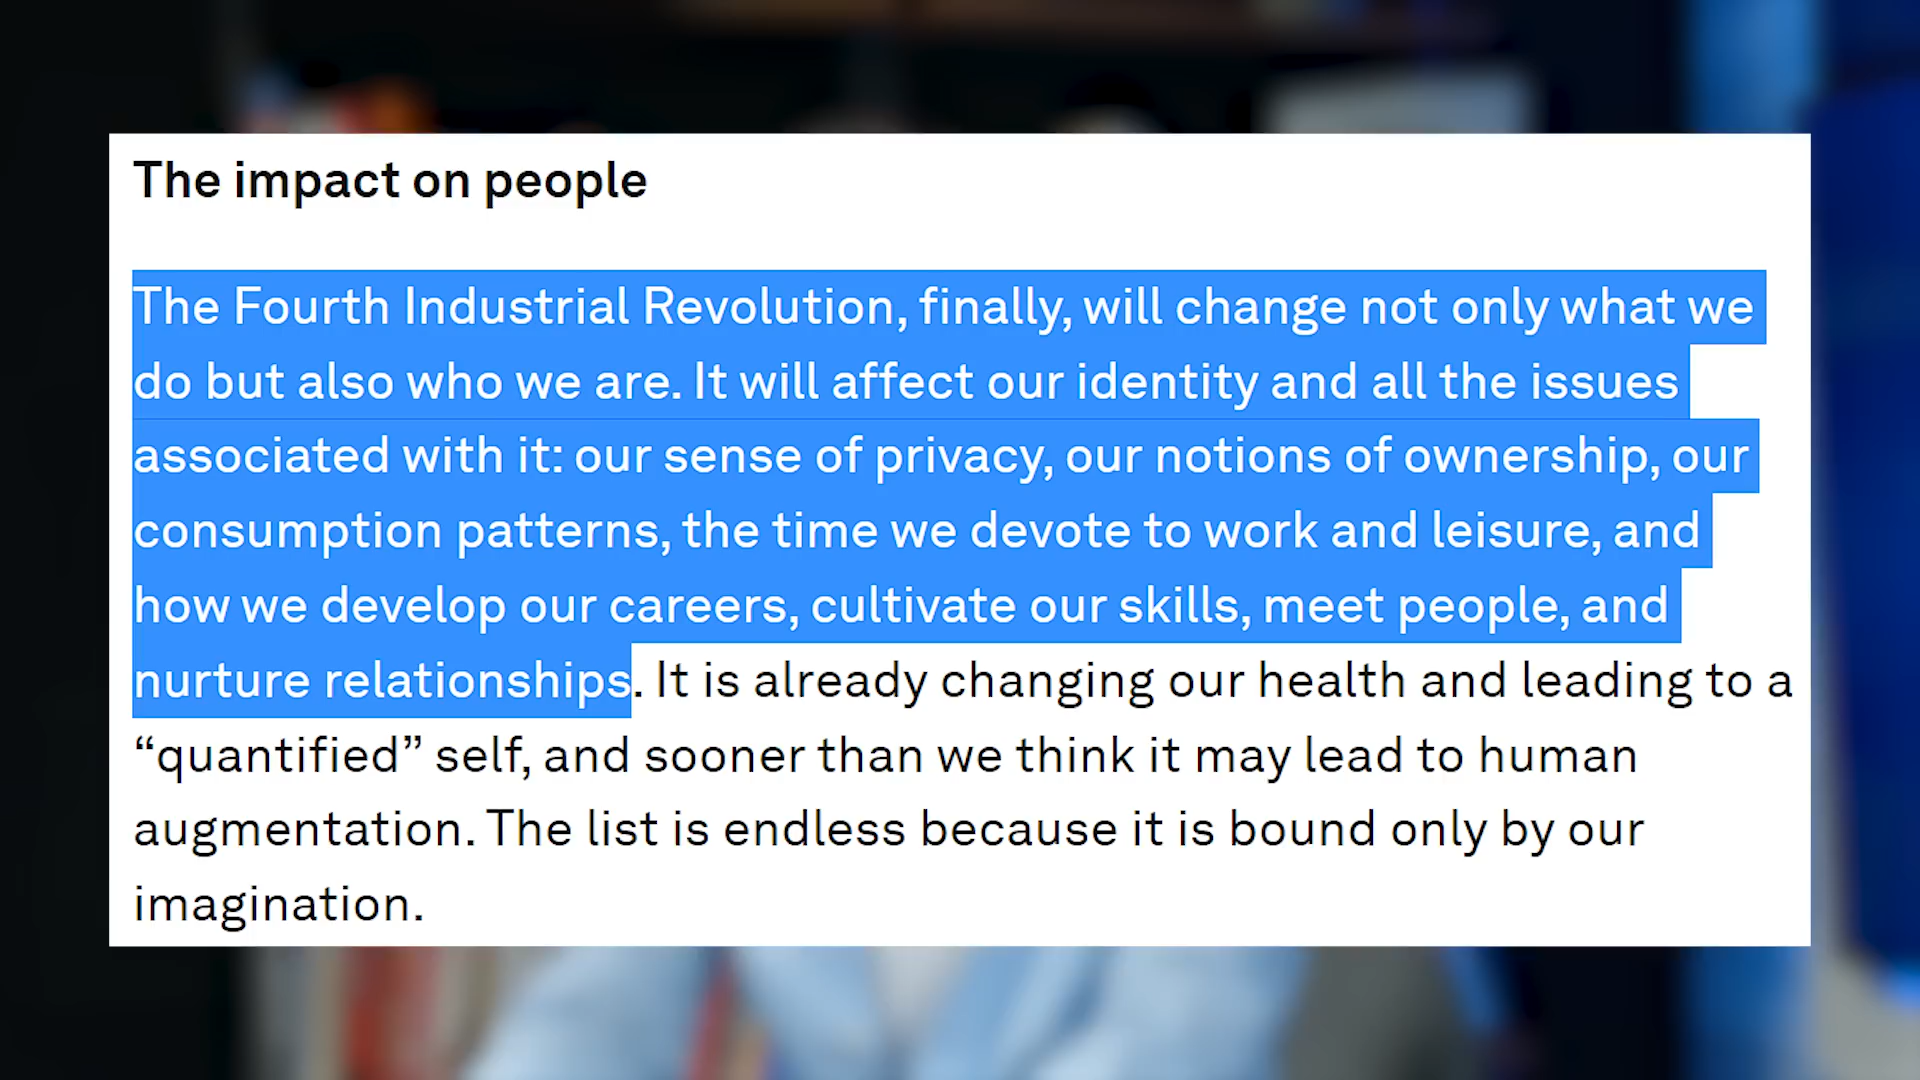 The impact on people
The Fourth Industrial Revolution, finally, will change not only what we
do but also who we are. It will affect our identity and all the issues
associated with it: our sense of privacy, our notions of ownership, our
consumption patterns, the time we devote to work and leisure, and
how we develop our careers, cultivate our skills, meet people, and
nurture relationships. It is already changing our health and leading to a
“quantified” self, and sooner than we think it may lead to human
augmentation. The list is endless because it is bound only by our
imagination.